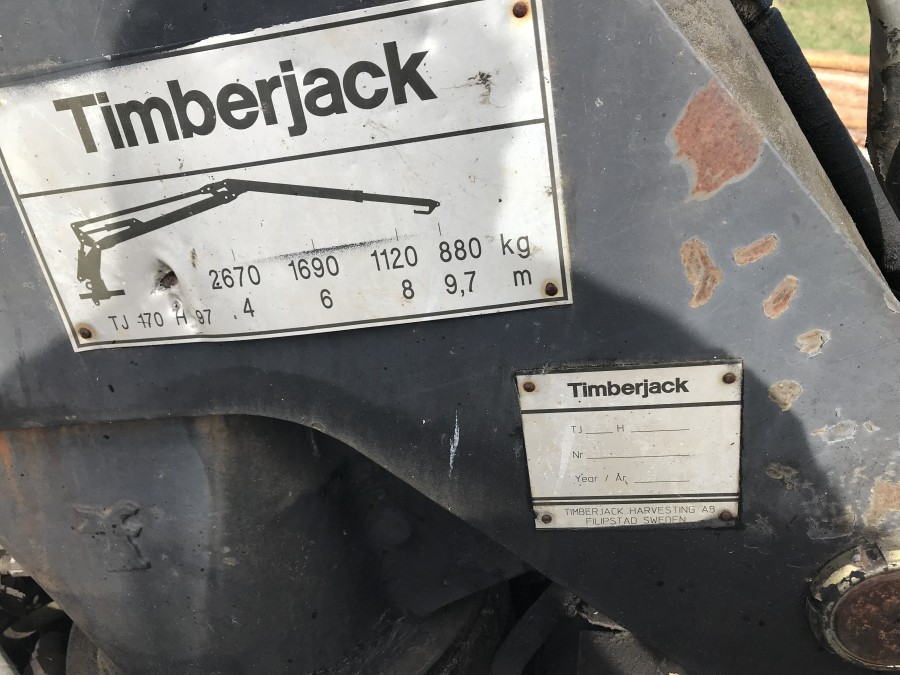 Timberjack
2670 1690 1120 880 kg
4 6 8 9,7 m
TJ 170 H 97
Timberjack
TJ H
Nr
Year / År
TIMBERJACK HARVESTING AB
FILIPSTAD SWEDEN